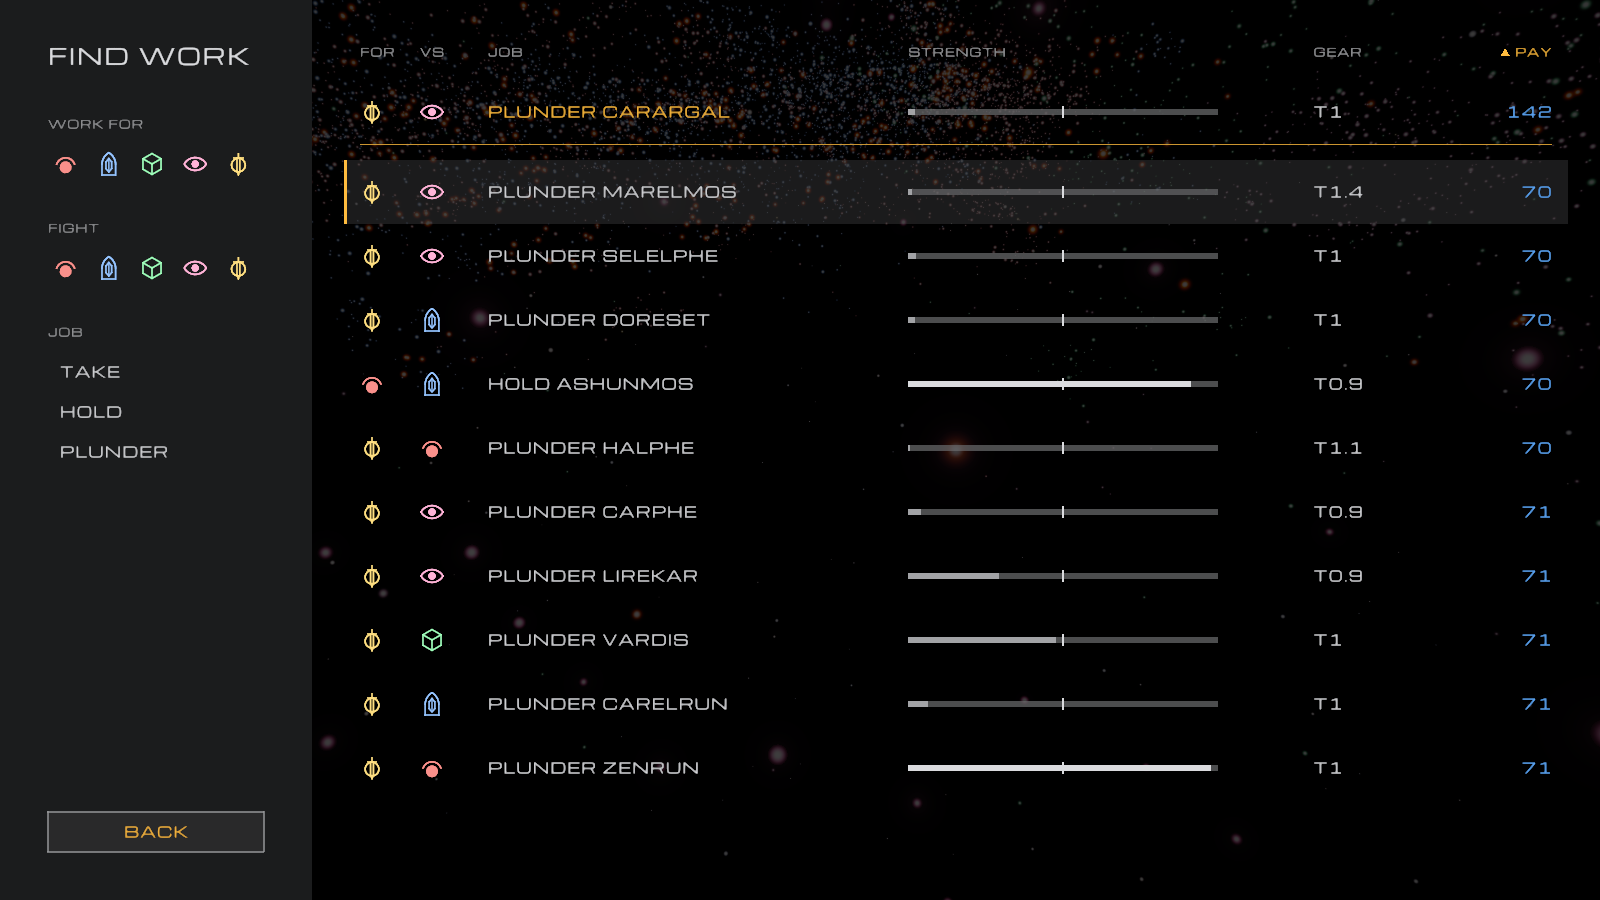 FIND WORK
WORK FOR
FIGHT
JOB
TAKE
HOLD
PLUNDER
BACK
FOR VS JOB STRENGTH GEAR PAY
PLUNDER CARARGAL T1 142
PLUNDER MARELMOS T1.4 70
PLUNDER SELELPHE T1 70
PLUNDER DORESET T1 70
HOLD ASHUNMOS T0.9 70
PLUNDER HALPHE T1.1 70
PLUNDER CARPHE T0.9 71
PLUNDER LIREKAR T0.9 71
PLUNDER VARDIS T1 71
PLUNDER CARELRUN T1 71
PLUNDER ZENRUN T1 71